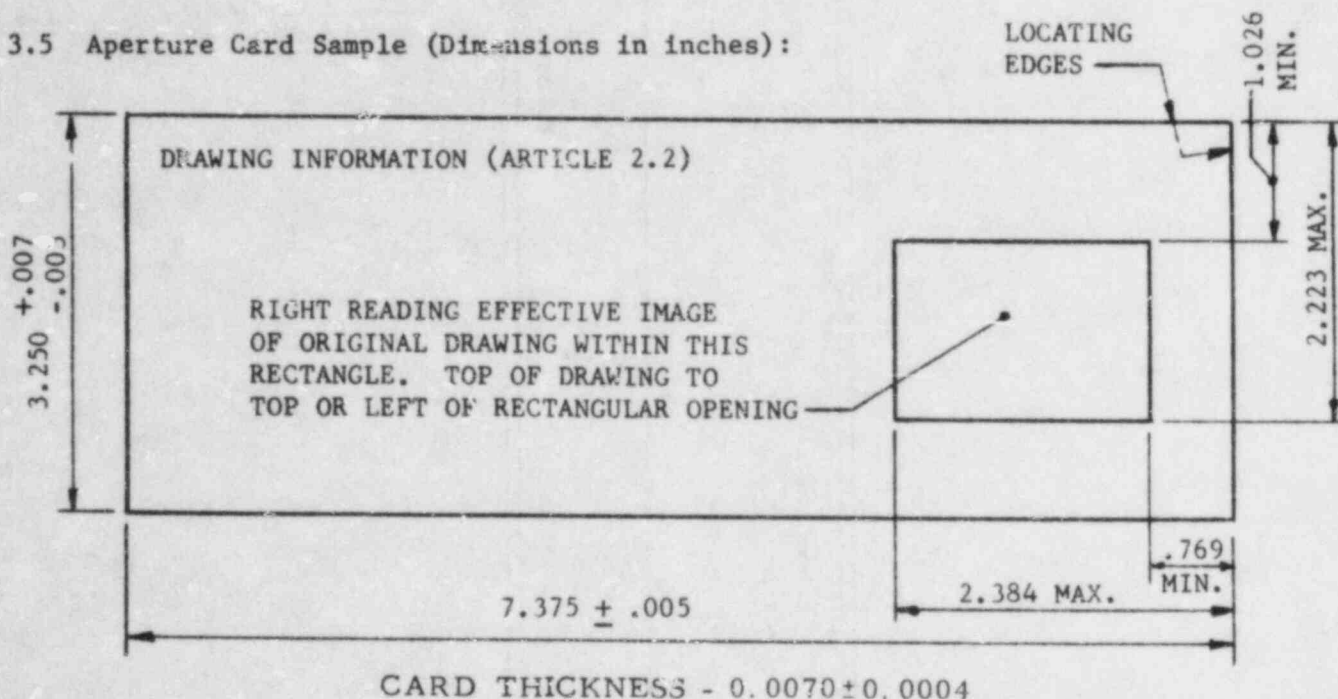 3.5 Aperture Card Sample (Dimensions in inches):
LOCATING
EDGES
1.026
MIN.
DRAWING INFORMATION (ARTICLE 2.2)
3.250 +.007
2.223 MAX.
RIGHT READING EFFECTIVE IMAGE
OF ORIGINAL DRAWING WITHIN THIS
RECTANGLE. TOP OF DRAWING TO
TOP OR LEFT OF RECTANGULAR OPENING
.769
MIN.
2.384 MAX.
7.375 ± .005
CARD THICKNESS - 0.0070±0.0004